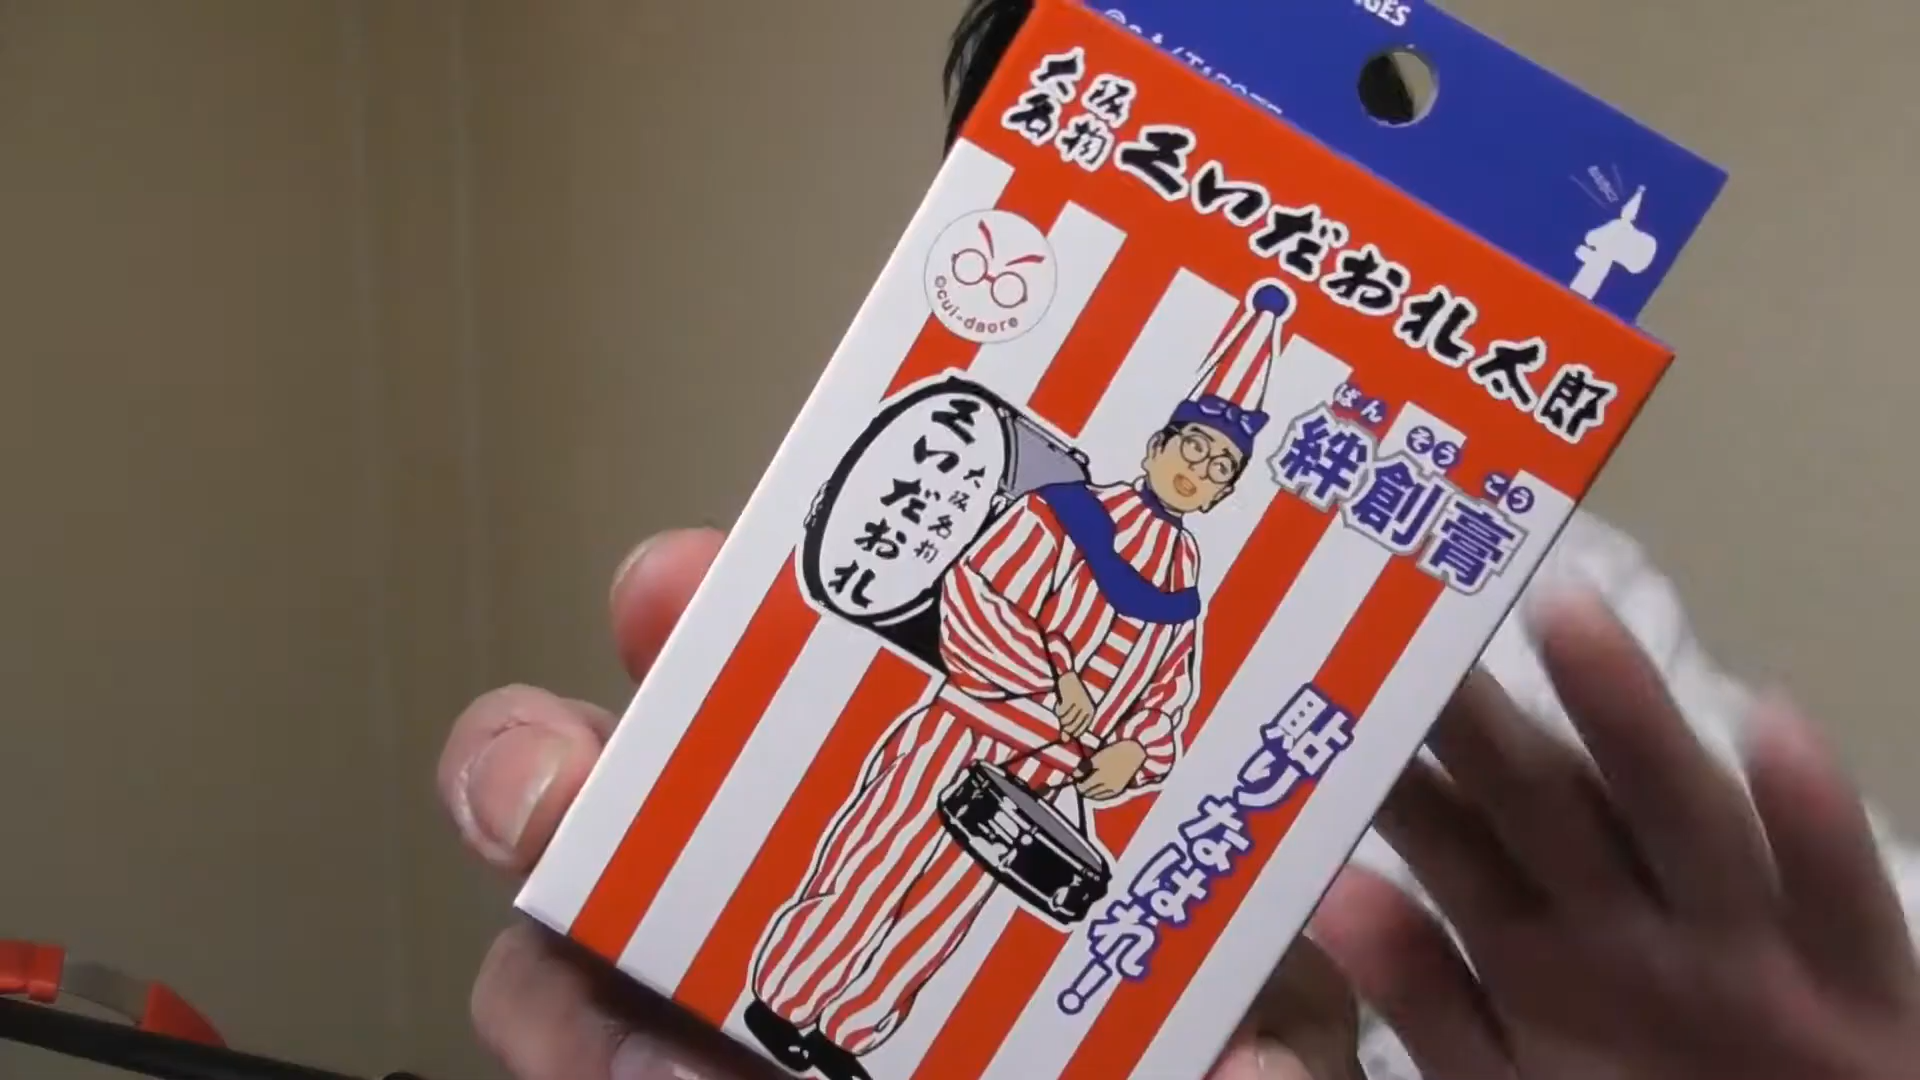 大阪名物
くいだおれ太郎
©cui-daore
ばんそうこう
絆創膏
くいだおれ
大阪名物
貼りなはれ!